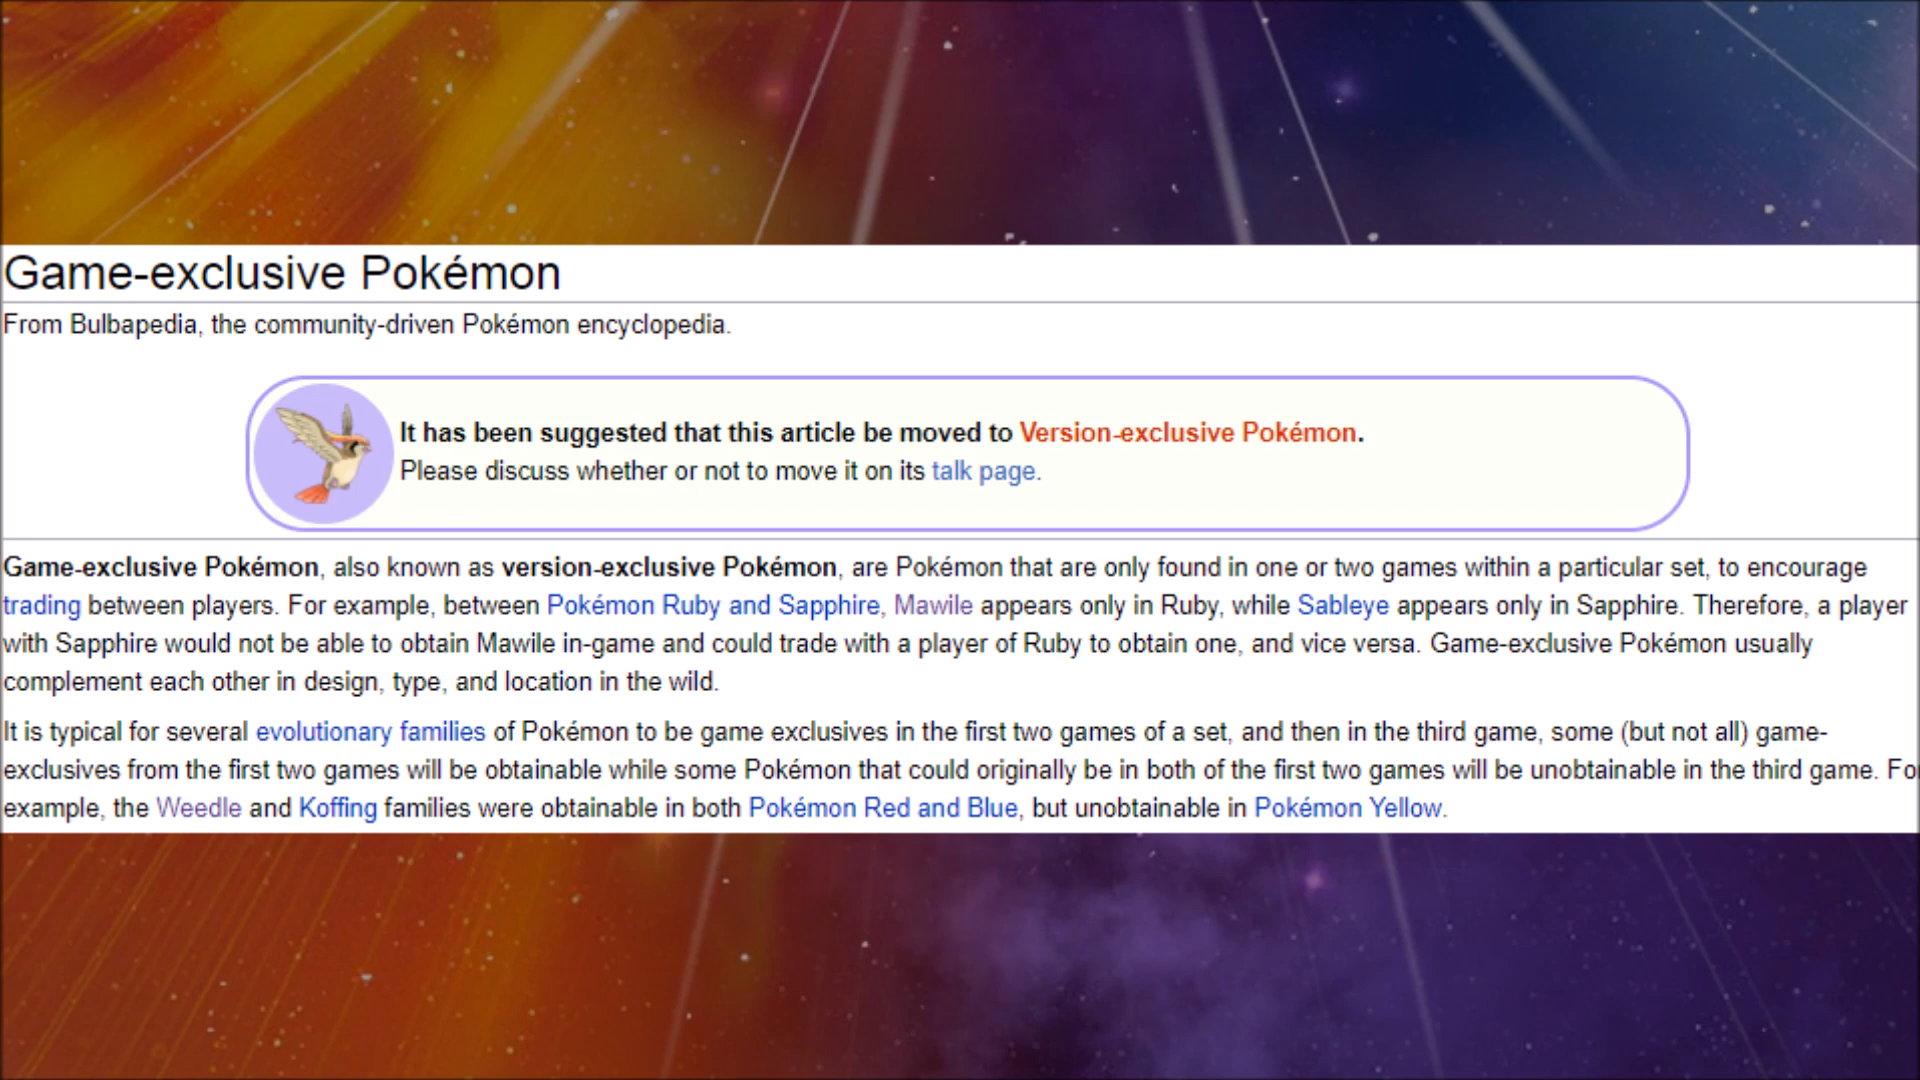 Game-exclusive Pokémon
From Bulbapedia, the community-driven Pokémon encyclopedia.
It has been suggested that this article be moved to Version-exclusive Pokémon.
Please discuss whether or not to move it on its talk page.
Game-exclusive Pokémon, also known as version-exclusive Pokémon, are Pokémon that are only found in one or two games within a particular set, to encourage
trading between players. For example, between Pokémon Ruby and Sapphire, Mawile appears only in Ruby, while Sableye appears only in Sapphire. Therefore, a player
with Sapphire would not be able to obtain Mawile in-game and could trade with a player of Ruby to obtain one, and vice versa. Game-exclusive Pokémon usually
complement each other in design, type, and location in the wild.
It is typical for several evolutionary families of Pokémon to be game exclusives in the first two games of a set, and then in the third game, some (but not all) game-
exclusives from the first two games will be obtainable while some Pokémon that could originally be in both of the first two games will be unobtainable in the third game. For
example, the Weedle and Koffing families were obtainable in both Pokémon Red and Blue, but unobtainable in Pokémon Yellow.